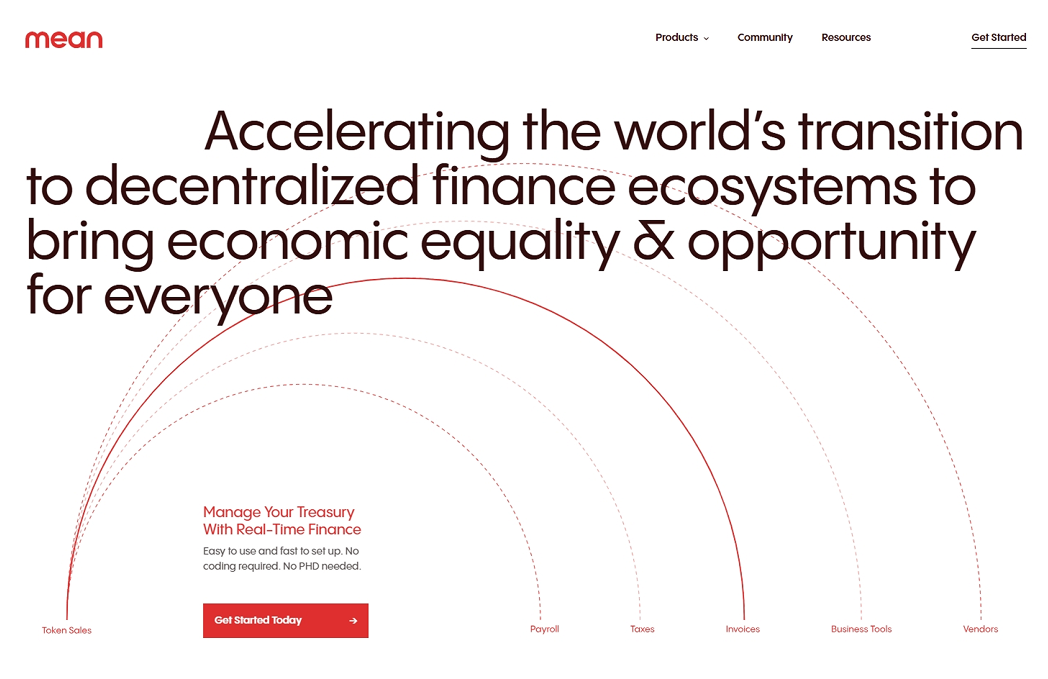 mean
Products
Community
Resources
Get Started
Accelerating the world's transition
to decentralized finance ecosystems to
bring economic equality & opportunity
for everyone
Manage Your Treasury
With Real-Time Finance
Easy to use and fast to set up. No
coding required. No PHD needed.
Get Started Today →
Token Sales
Payroll
Taxes
Invoices
Business Tools
Vendors